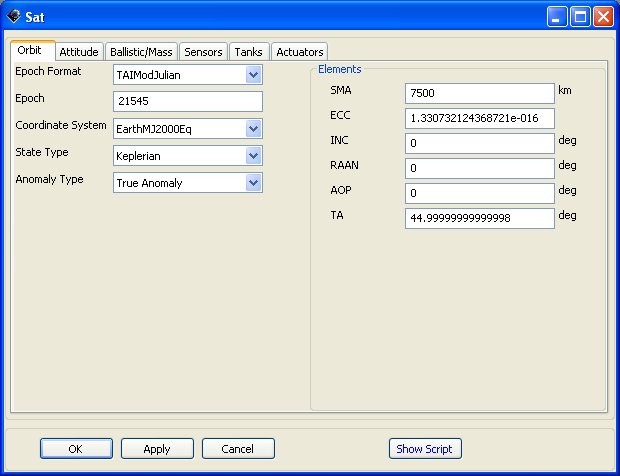 Sat
Orbit Attitude Ballistic/Mass Sensors Tanks Actuators
Epoch Format TAIModJulian
Epoch 21545
Coordinate System EarthMJ2000Eq
State Type Keplerian
Anomaly Type True Anomaly
Elements
SMA 7500 km
ECC 1.330732124368721e-016
INC 0 deg
RAAN 0 deg
AOP 0 deg
TA 44.99999999999998 deg
OK Apply Cancel Show Script